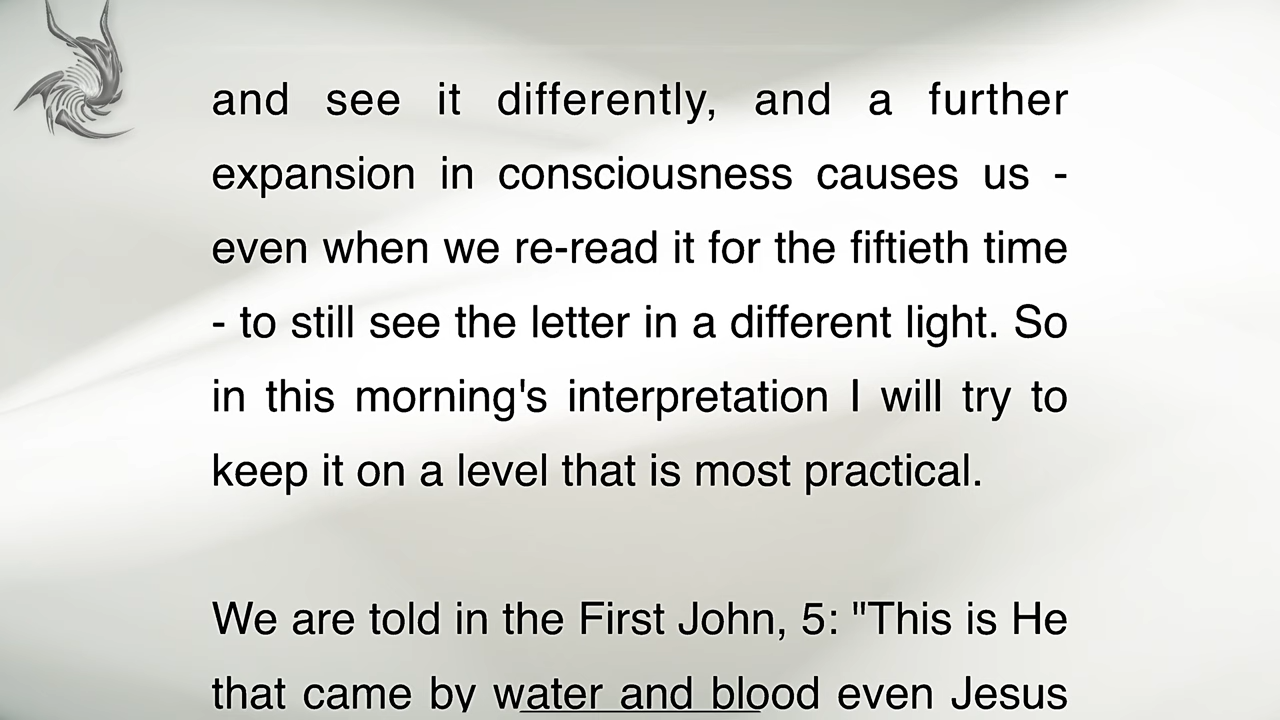 and see it differently, and a further
expansion in consciousness causes us -
even when we re-read it for the fiftieth time
- to still see the letter in a different light. So
in this morning's interpretation I will try to
keep it on a level that is most practical.
We are told in the First John, 5: "This is He
that came by water and blood even Jesus